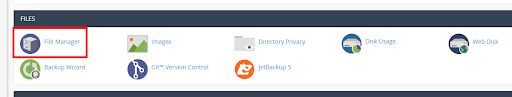 FILES
File Manager
Images
Directory Privacy
Disk Usage
Web Disk
Backup Wizard
Git™ Version Control
JetBackup 5